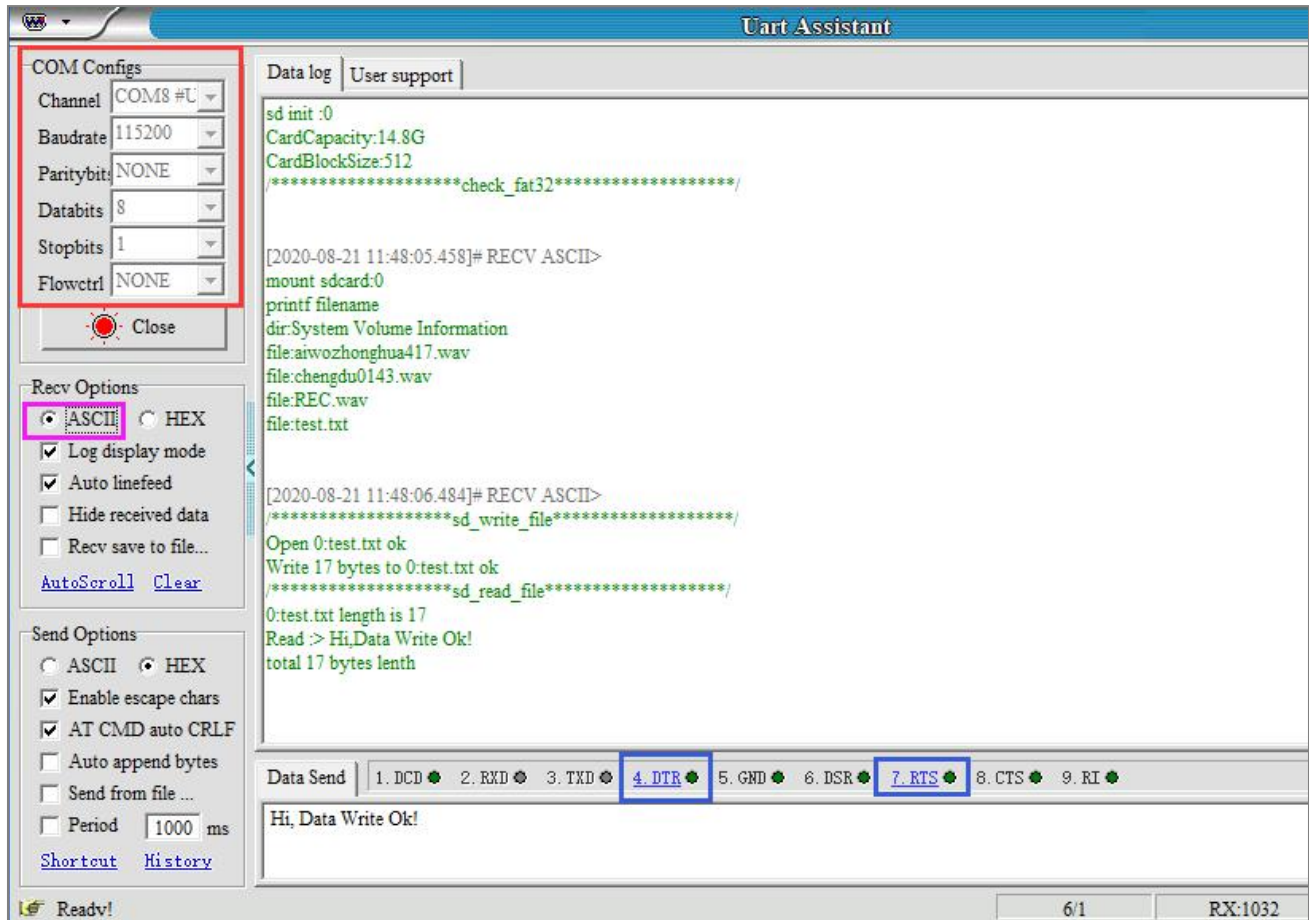 Uart Assistant
COM Configs
Channel COM8 #U
Baudrate 115200
Paritybits NONE
Databits 8
Stopbits 1
Flowctrl NONE
Close
Recv Options
ASCII HEX
Log display mode
Auto linefeed
Hide received data
Recv save to file...
AutoScroll Clear
Send Options
ASCII HEX
Enable escape chars
AT CMD auto CRLF
Auto append bytes
Send from file ...
Period 1000 ms
Shortcut History
Data log User support
sd init :0
CardCapacity:14.8G
CardBlockSize:512
/********************check_fat32*******************/
[2020-08-21 11:48:05.458]# RECV ASCII>
mount sdcard:0
printf filename
dir:System Volume Information
file:aiwozhonghua417.wav
file:chengdu0143.wav
file:REC.wav
file:test.txt
[2020-08-21 11:48:06.484]# RECV ASCII>
/*******************sd_write_file*******************/
Open 0:test.txt ok
Write 17 bytes to 0:test.txt ok
/*******************sd_read_file*******************/
0:test.txt length is 17
Read :> Hi,Data Write Ok!
total 17 bytes lenth
Data Send 1. DCD 2. RXD 3. TXD 4. DTR 5. GND 6. DSR 7. RTS 8. CTS 9. RI
Hi, Data Write Ok!
Ready! 6/1 RX:1032